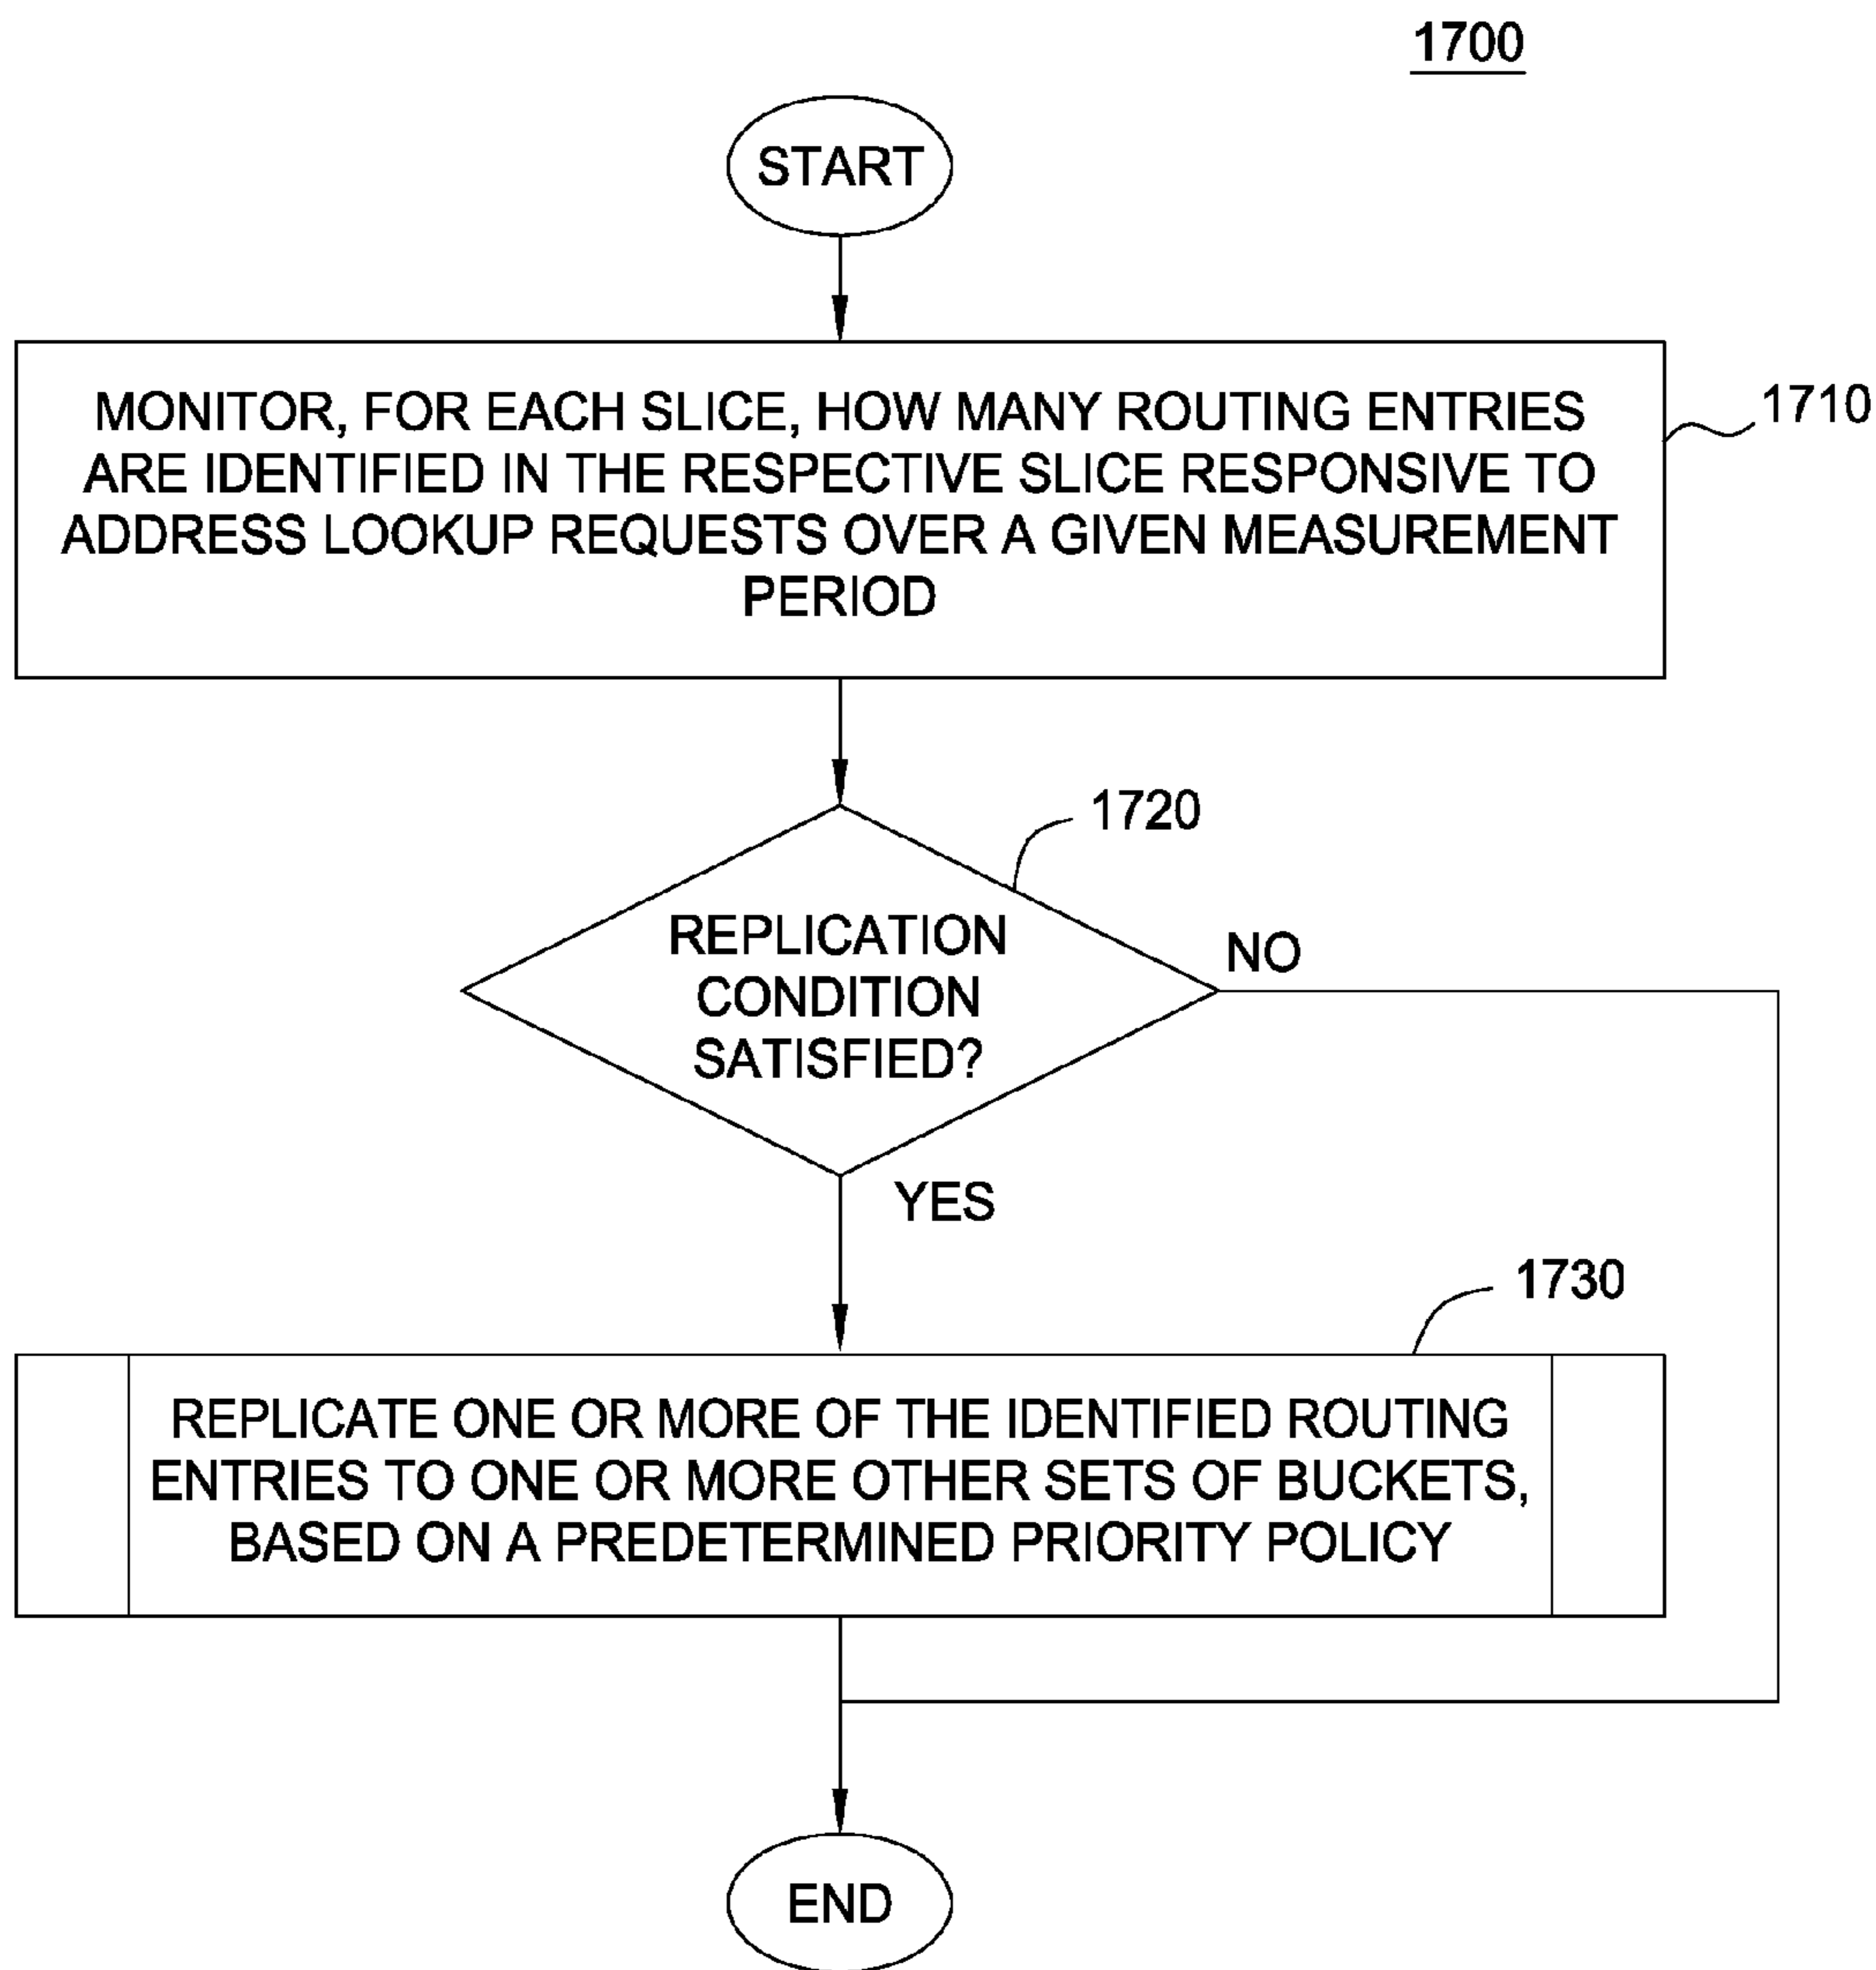 1700
START
MONITOR, FOR EACH SLICE, HOW MANY ROUTING ENTRIES
ARE IDENTIFIED IN THE RESPECTIVE SLICE RESPONSIVE TO
ADDRESS LOOKUP REQUESTS OVER A GIVEN MEASUREMENT
PERIOD
1710
1720
REPLICATION
CONDITION
SATISFIED?
NO
YES
1730
REPLICATE ONE OR MORE OF THE IDENTIFIED ROUTING
ENTRIES TO ONE OR MORE OTHER SETS OF BUCKETS,
BASED ON A PREDETERMINED PRIORITY POLICY
END